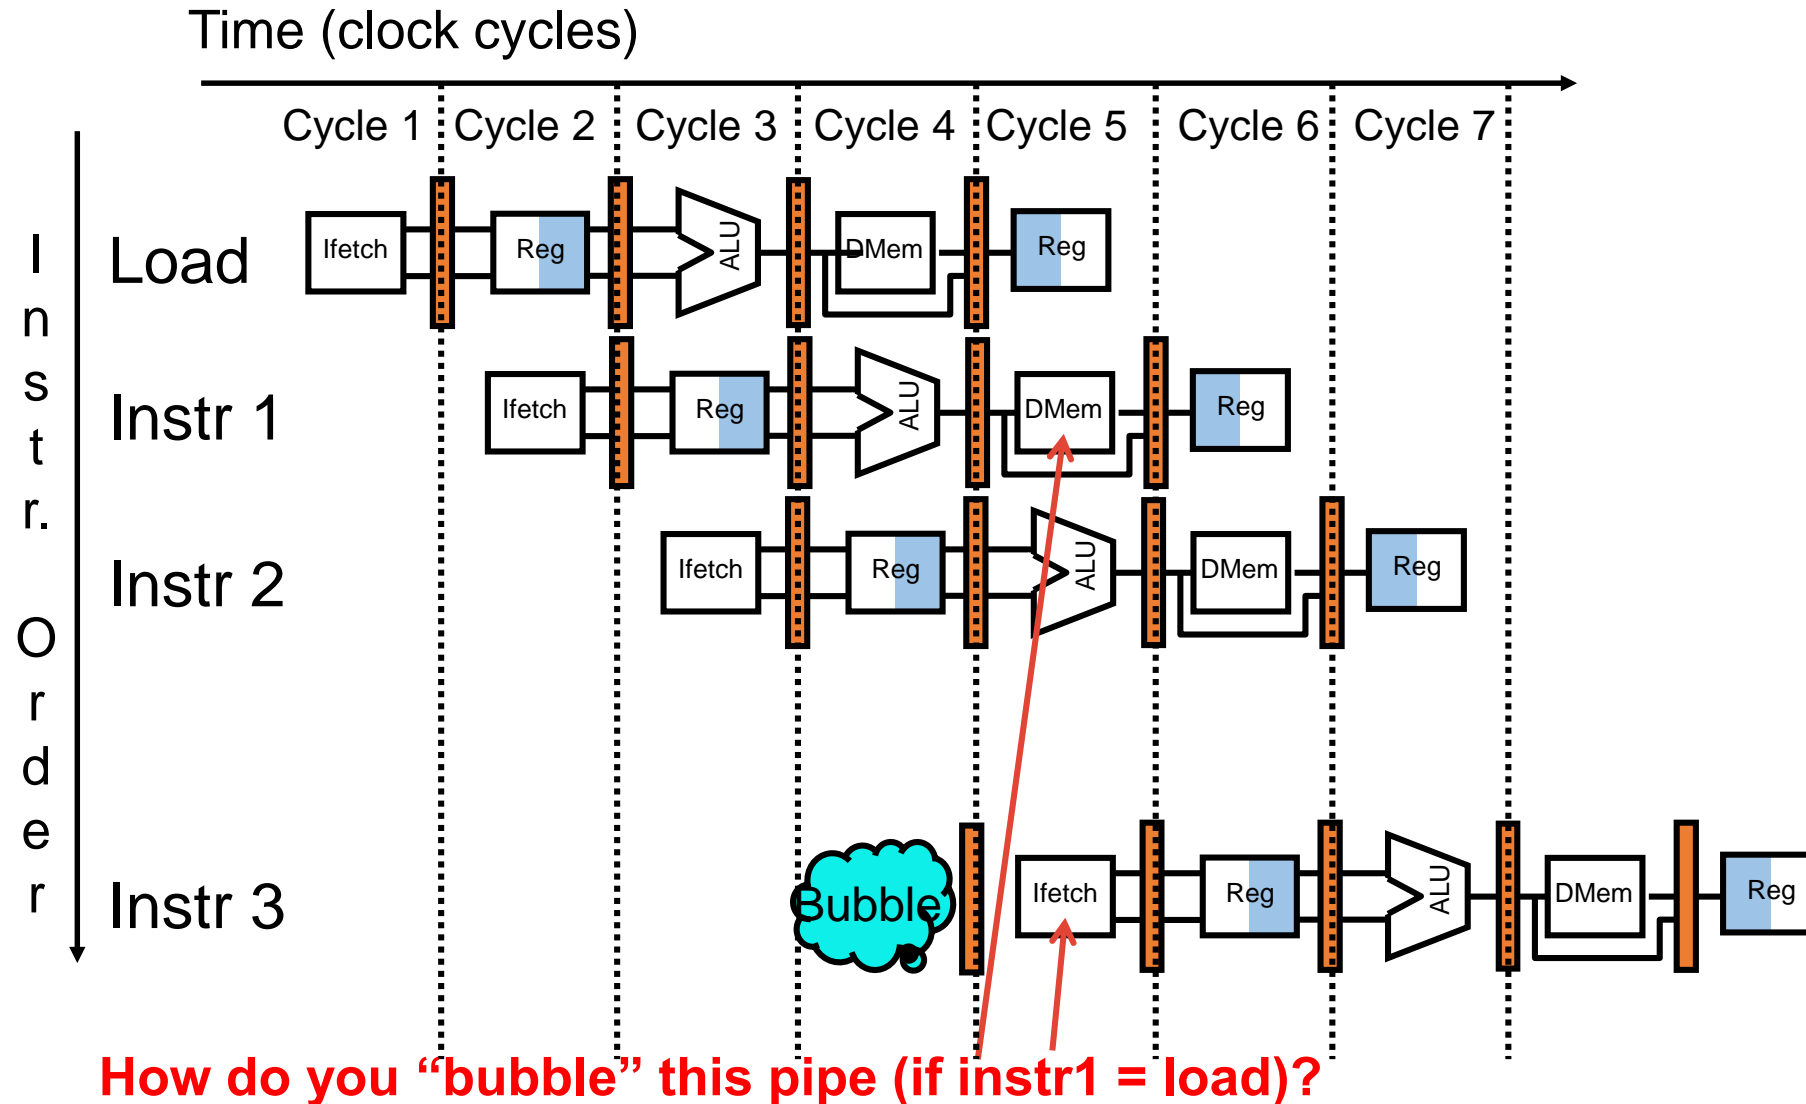 Time (clock cycles)
Cycle 1 Cycle 2 Cycle 3 Cycle 4 Cycle 5 Cycle 6 Cycle 7
Instr. Order
Load
Ifetch Reg ALU DMem Reg
Instr 1
Ifetch Reg ALU DMem Reg
Instr 2
Ifetch Reg ALU DMem Reg
Instr 3
Bubble Ifetch Reg ALU DMem Reg
How do you “bubble” this pipe (if instr1 = load)?